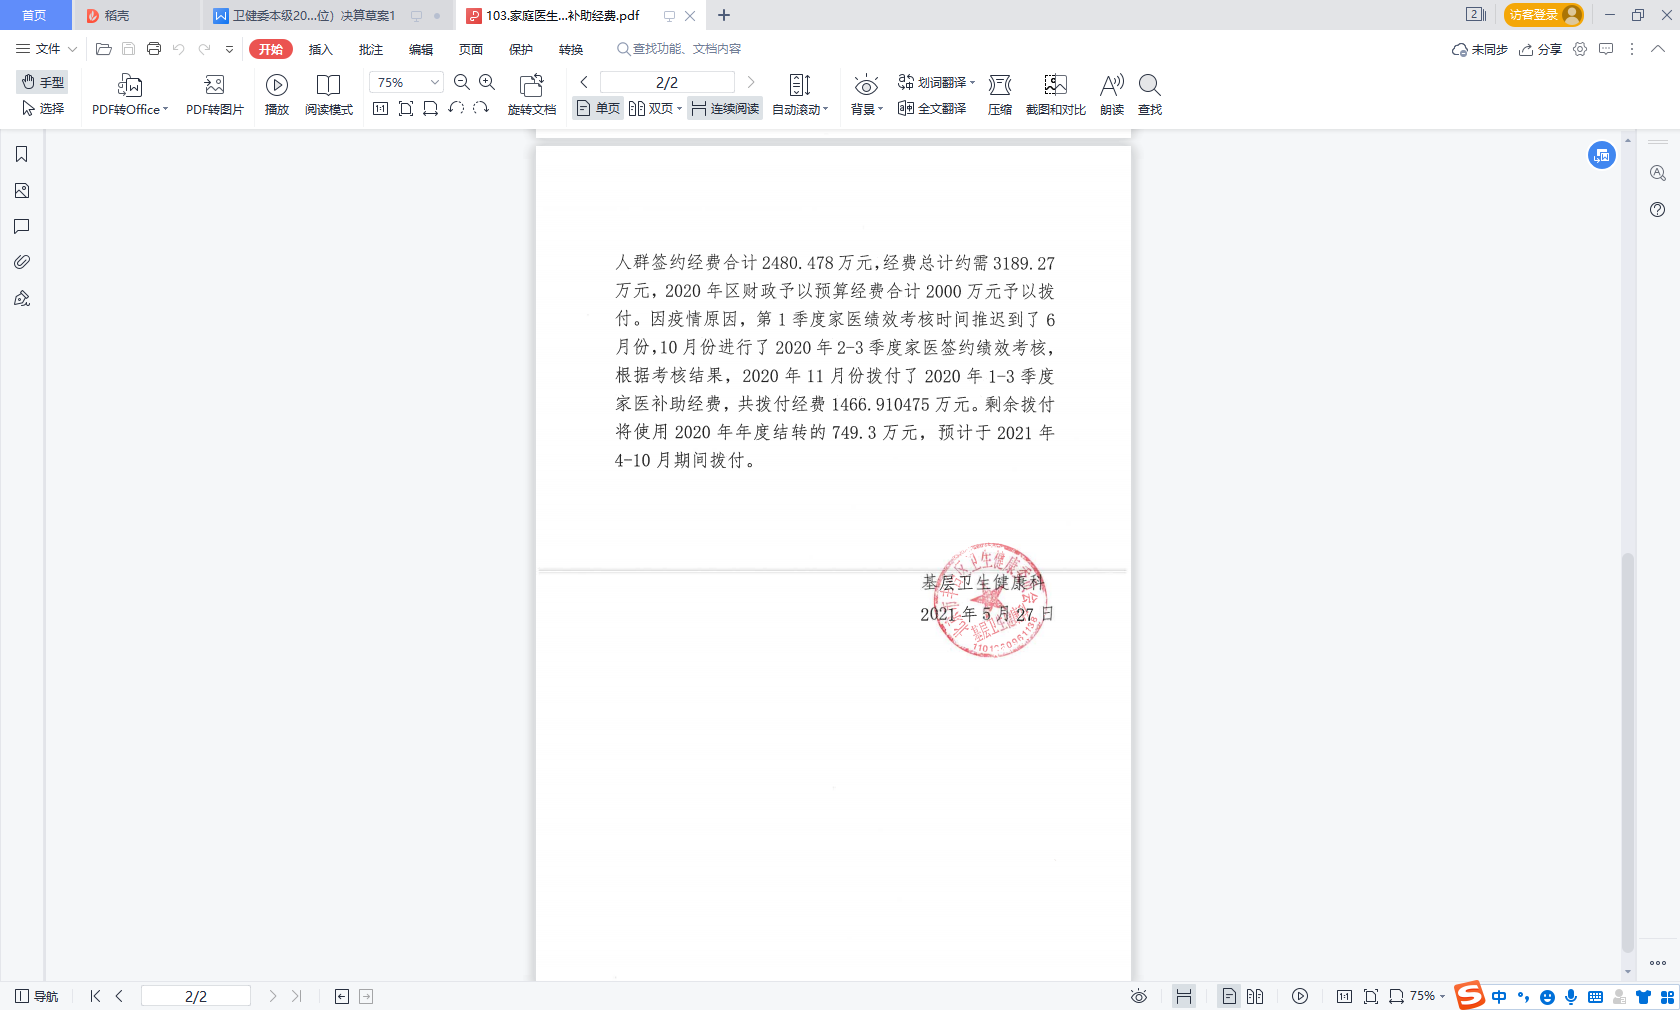 首页
稻壳
卫健委本级20...位）决算草案1
103.家庭医生...补助经费.pdf
2
访客登录
文件
开始
插入
批注
编辑
页面
保护
转换
查找功能、文档内容
未同步
分享
手型
选择
PDF转Office
PDF转图片
播放
阅读模式
75%
旋转文档
2/2
单页
双页
连续阅读
自动滚动
背景
划词翻译
全文翻译
压缩
截图和对比
朗读
查找
人群签约经费合计2480.478万元,经费总计约需3189.27
万元，2020年区财政予以预算经费合计2000万元予以拨
付。因疫情原因，第1季度家医绩效考核时间推迟到了6
月份,10月份进行了2020年2-3季度家医签约绩效考核，
根据考核结果，2020年11月份拨付了2020年1-3季度
家医补助经费，共拨付经费1466.910475万元。剩余拨付
将使用2020年年度结转的749.3万元，预计于2021年
4-10月期间拨付。
基层卫生健康科
2021年5月27日
导航
2/2
75%
中